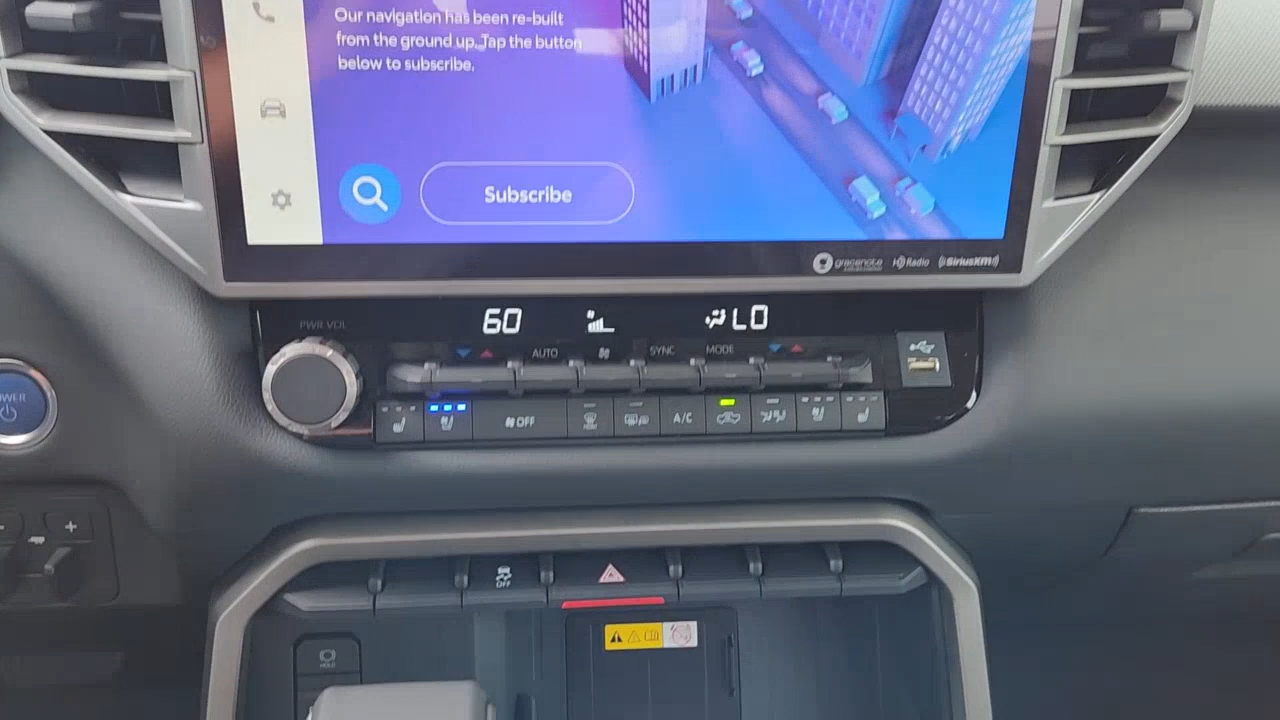 Our navigation has been re-built
from the ground up. Tap the button
below to subscribe.
Subscribe
gracenote
HD Radio
((SiriusXM))
PWR VOL
60
LO
AUTO
SYNC
MODE
OFF
A/C
POWER
- +
OFF
HOLD